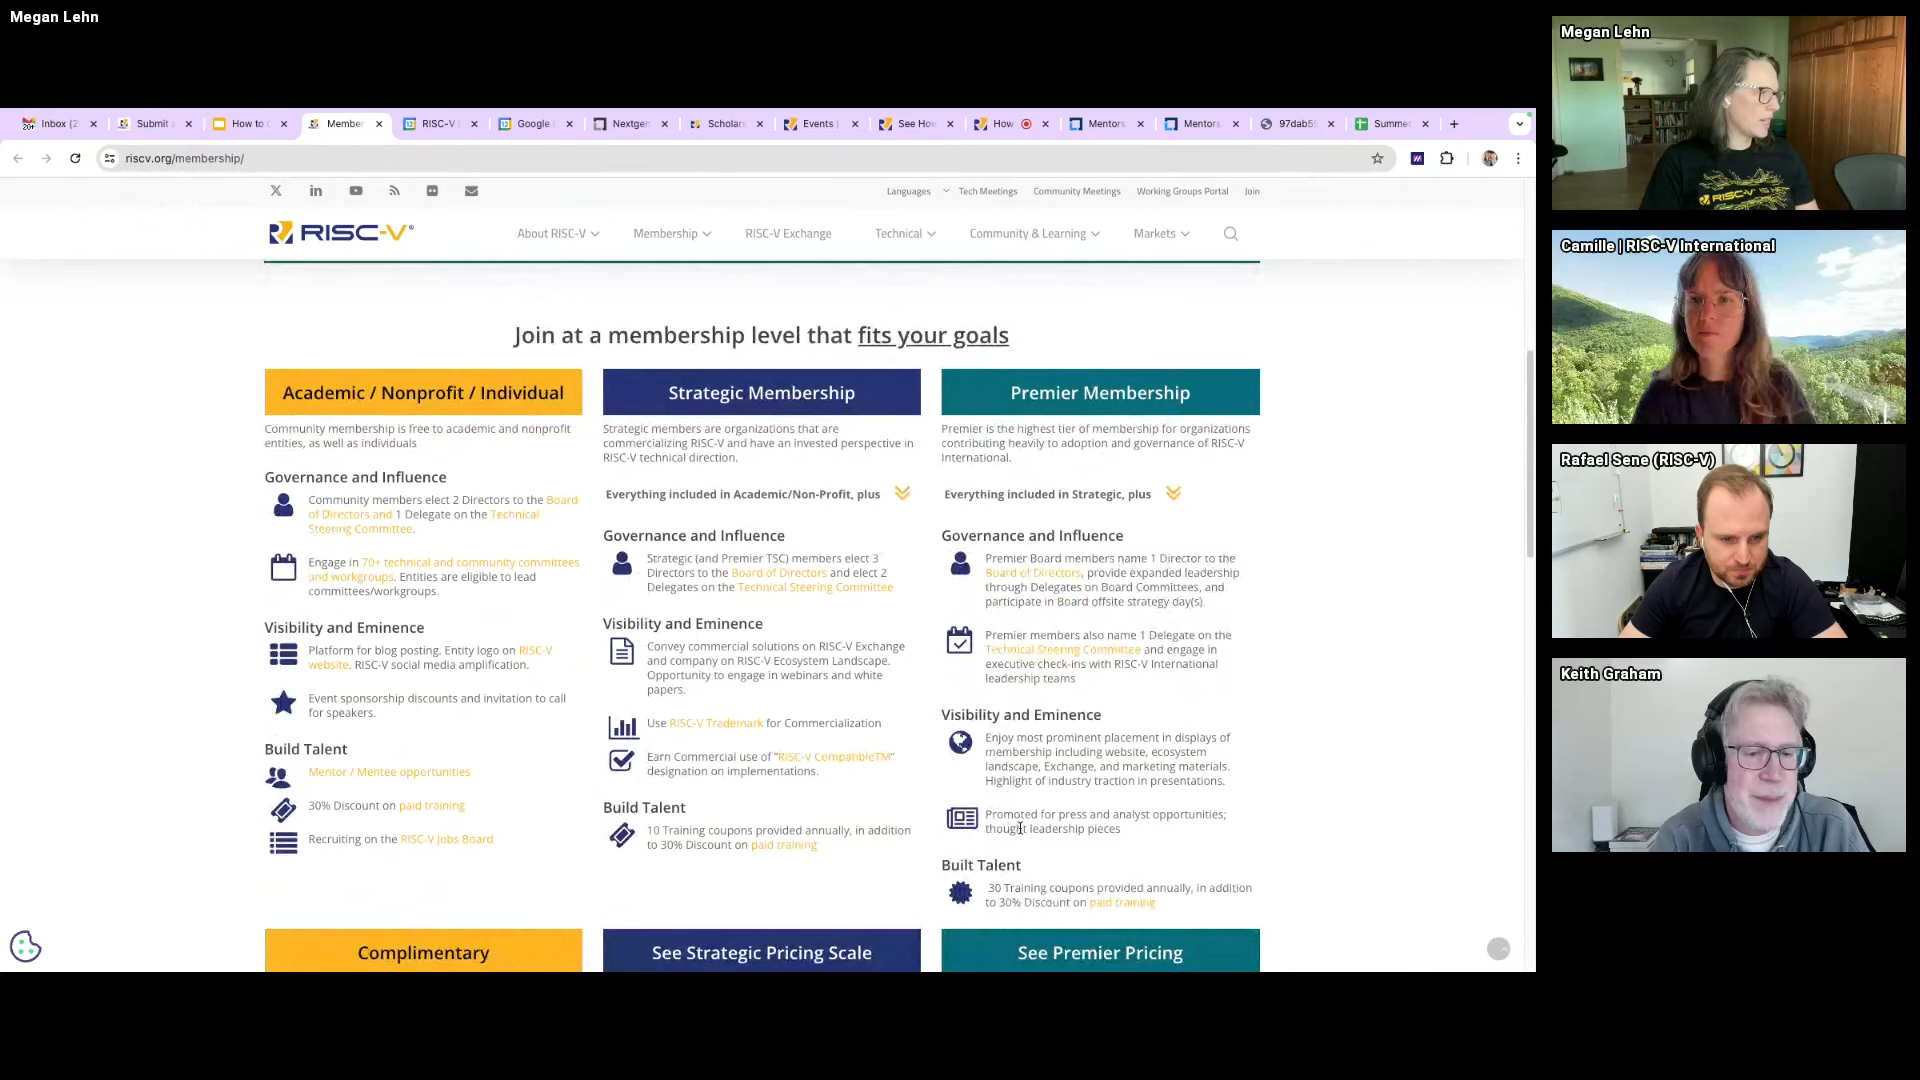 Megan Lehn
Inbox (2
Submit
How to
Member
RISC-V
Google
Nextgen
Scholar
Events
See How
How
Mentors
Mentors
97dab5
Summer
riscv.org/membership/
Languages
Tech Meetings
Community Meetings
Working Groups Portal
Join
RISC-V
About RISC-V
Membership
RISC-V Exchange
Technical
Community & Learning
Markets
Join at a membership level that fits your goals
Academic / Nonprofit / Individual
Community membership is free to academic and nonprofit
entities, as well as individuals
Governance and Influence
Community members elect 2 Directors to the Board
of Directors and 1 Delegate on the Technical
Steering Committee.
Engage in 70+ technical and community committees
and workgroups. Entities are eligible to lead
committees/workgroups.
Visibility and Eminence
Platform for blog posting. Entity logo on RISC-V
website. RISC-V social media amplification.
Event sponsorship discounts and invitation to call
for speakers.
Build Talent
Mentor / Mentee opportunities
30% Discount on paid training
Recruiting on the RISC-V Jobs Board
Complimentary
Strategic Membership
Strategic members are organizations that are
commercializing RISC-V and have an invested perspective in
RISC-V technical direction.
Everything included in Academic/Non-Profit, plus
Governance and Influence
Strategic (and Premier TSC) members elect 3
Directors to the Board of Directors and elect 2
Delegates on the Technical Steering Committee
Visibility and Eminence
Convey commercial solutions on RISC-V Exchange
and company on RISC-V Ecosystem Landscape.
Opportunity to engage in webinars and white
papers.
Use RISC-V Trademark for Commercialization
Earn Commercial use of “RISC-V CompatibleTM”
designation on implementations.
Build Talent
10 Training coupons provided annually, in addition
to 30% Discount on paid training
See Strategic Pricing Scale
Premier Membership
Premier is the highest tier of membership for organizations
contributing heavily to adoption and governance of RISC-V
International.
Everything included in Strategic, plus
Governance and Influence
Premier Board members name 1 Director to the
Board of Directors, provide expanded leadership
through Delegates on Board Committees, and
participate in Board offsite strategy day(s).
Premier members also name 1 Delegate on the
Technical Steering Committee and engage in
executive check-ins with RISC-V International
leadership teams
Visibility and Eminence
Enjoy most prominent placement in displays of
membership including website, ecosystem
landscape, Exchange, and marketing materials.
Highlight of industry traction in presentations.
Promoted for press and analyst opportunities;
thought leadership pieces
Built Talent
30 Training coupons provided annually, in addition
to 30% Discount on paid training
See Premier Pricing
Megan Lehn
RISC-V
Camille | RISC-V International
Rafael Sene (RISC-V)
Keith Graham